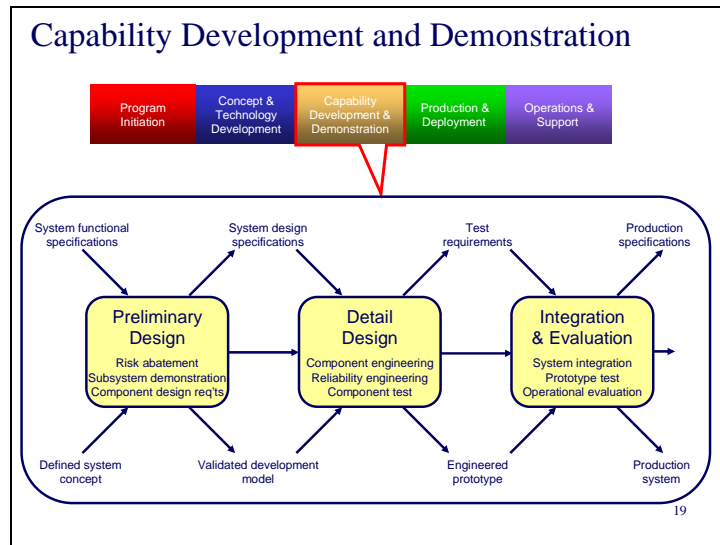 Capability Development and Demonstration
Program
Initiation
Concept &
Technology
Development
Capability
Development &
Demonstration
Production &
Deployment
Operations &
Support
System functional
specifications
System design
specifications
Test
requirements
Production
specifications
Preliminary
Design
Risk abatement
Subsystem demonstration
Component design req'ts
Detail
Design
Component engineering
Reliability engineering
Component test
Integration
& Evaluation
System integration
Prototype test
Operational evaluation
Defined system
concept
Validated development
model
Engineered
prototype
Production
system
19